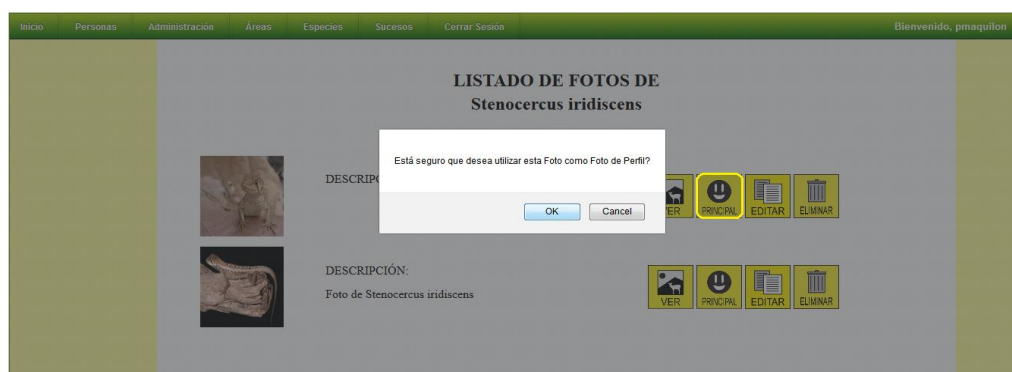 Inicio Personas Administración Áreas Especies Sucesos Cerrar Sesión Bienvenido, pmaquilon
LISTADO DE FOTOS DE
Stenocercus iridiscens
Está seguro que desea utilizar esta Foto como Foto de Perfil?
DESCRIPC
OK Cancel
VER PRINCIPAL EDITAR ELIMINAR
DESCRIPCIÓN:
Foto de Stenocercus iridiscens
VER PRINCIPAL EDITAR ELIMINAR